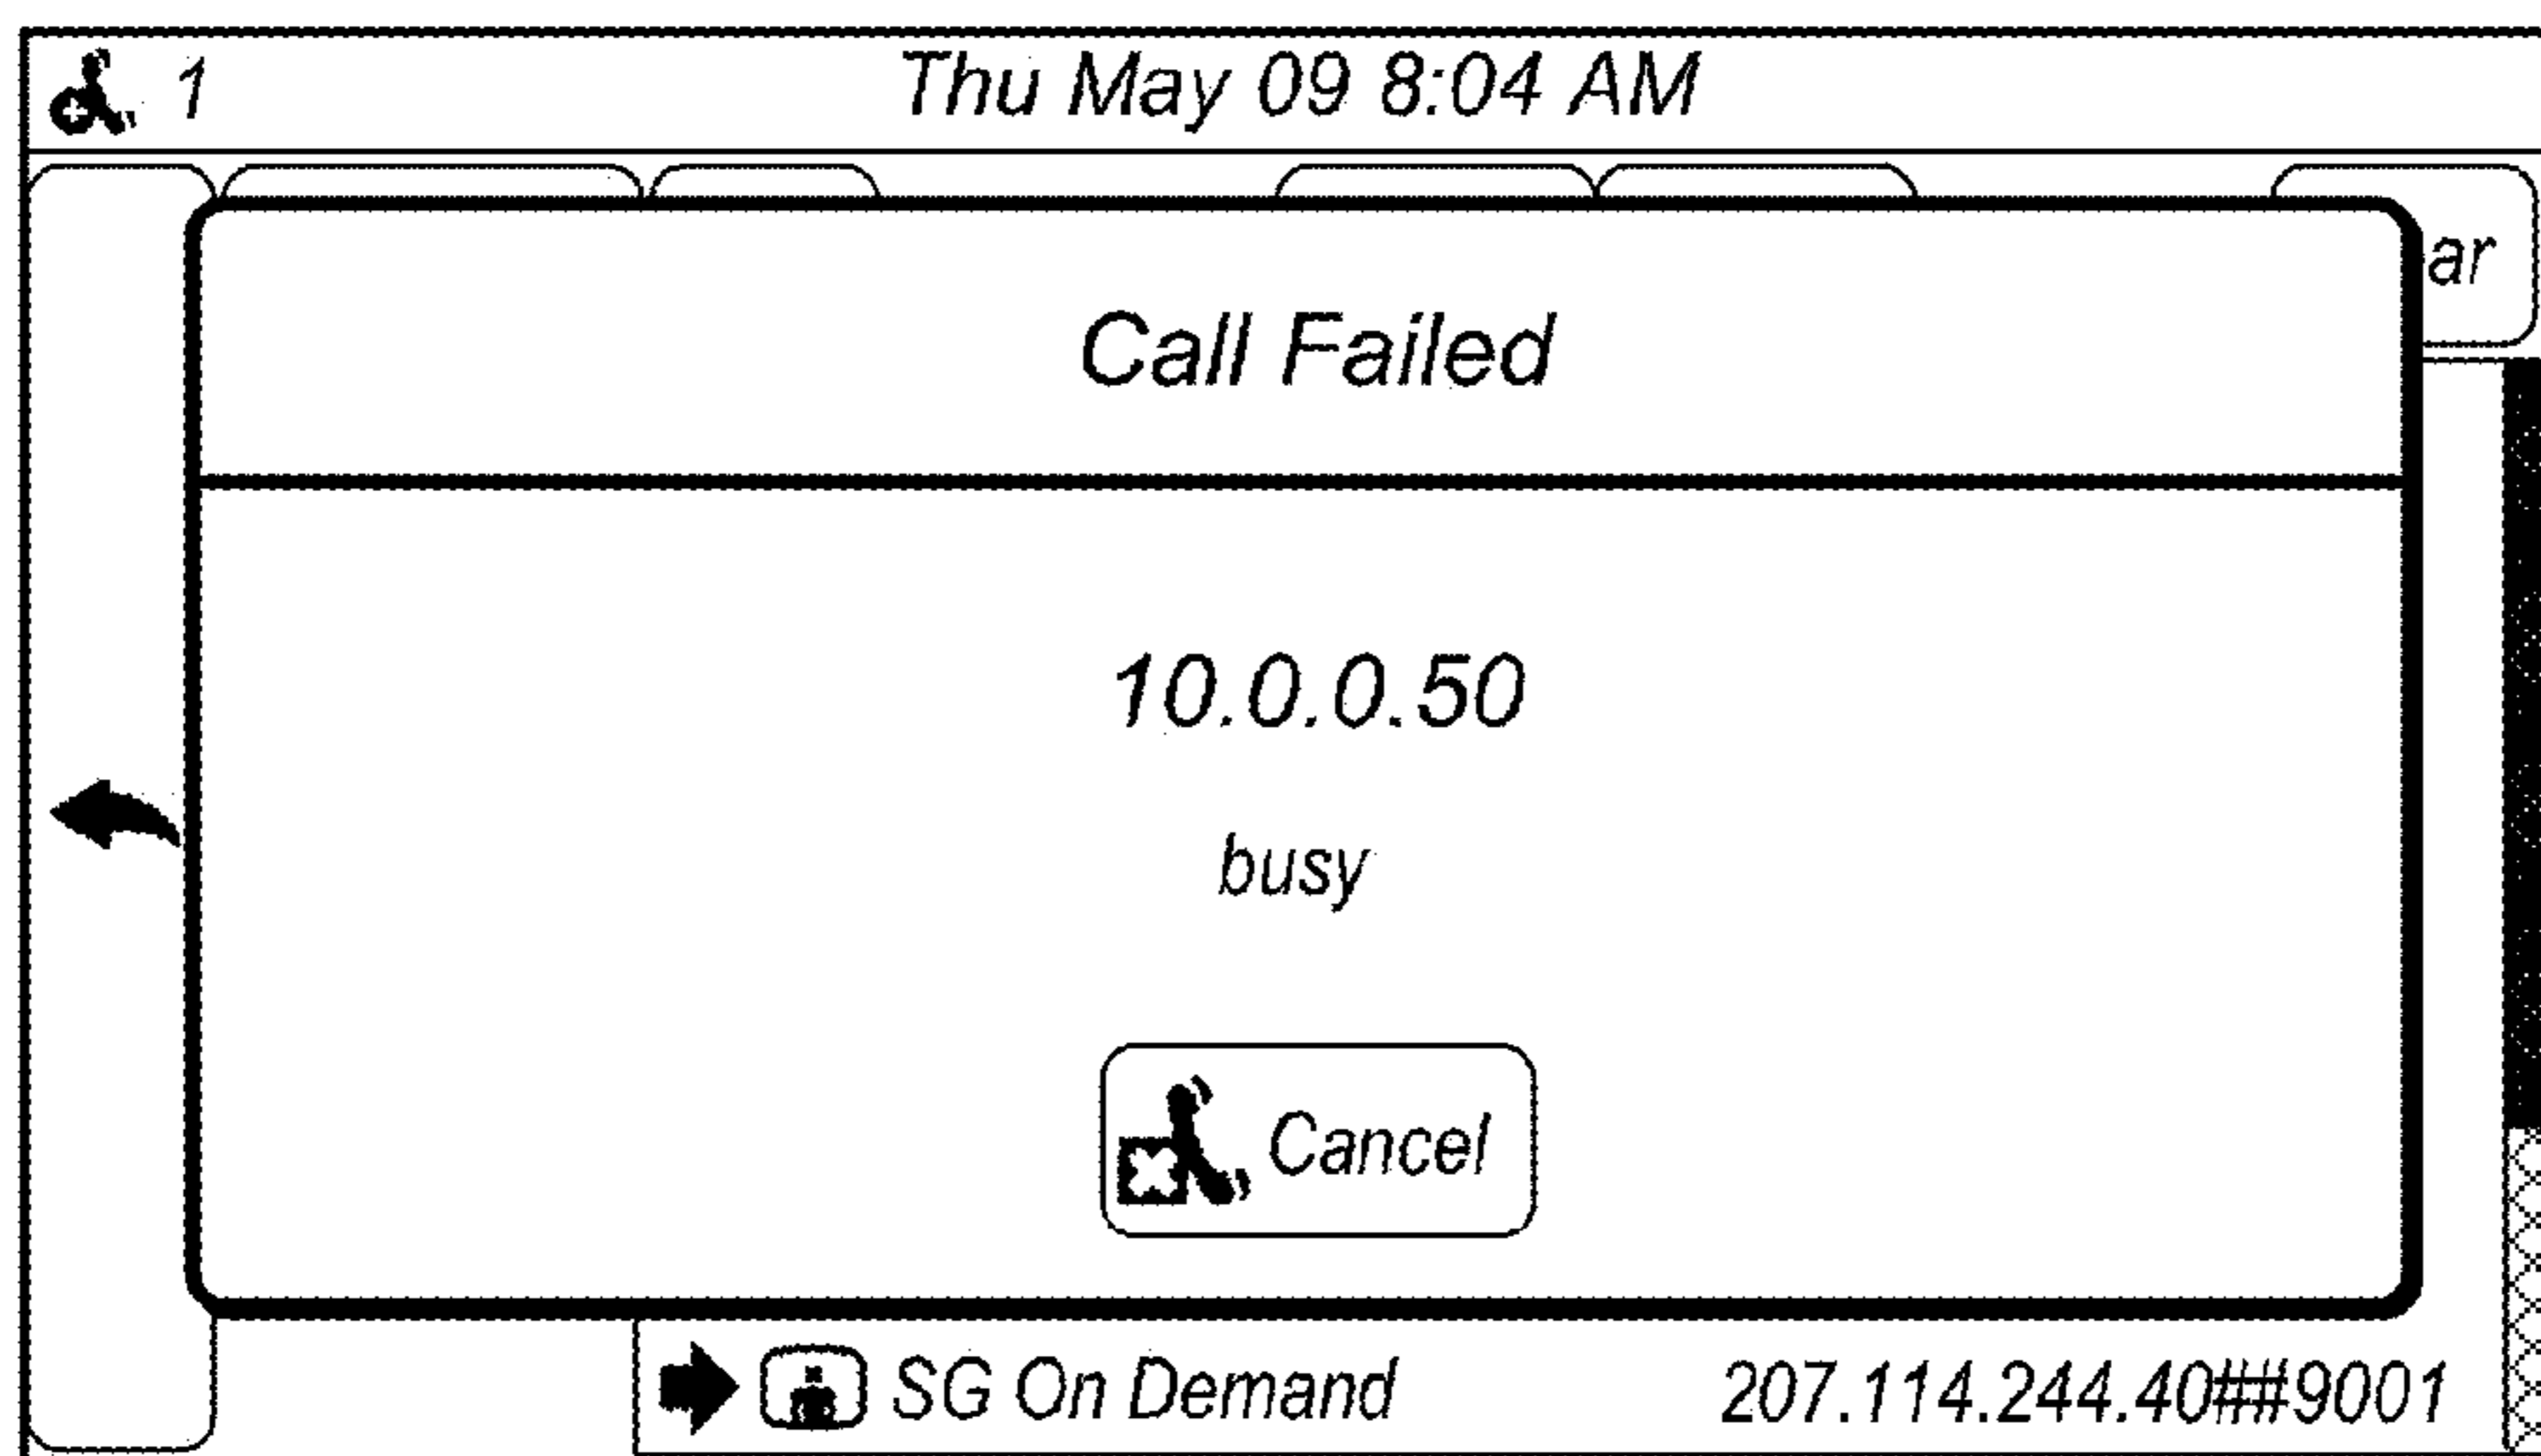 1
Thu May 09 8:04 AM
ar
Call Failed
10.0.0.50
busy
Cancel
SG On Demand 207.114.244.40##9001